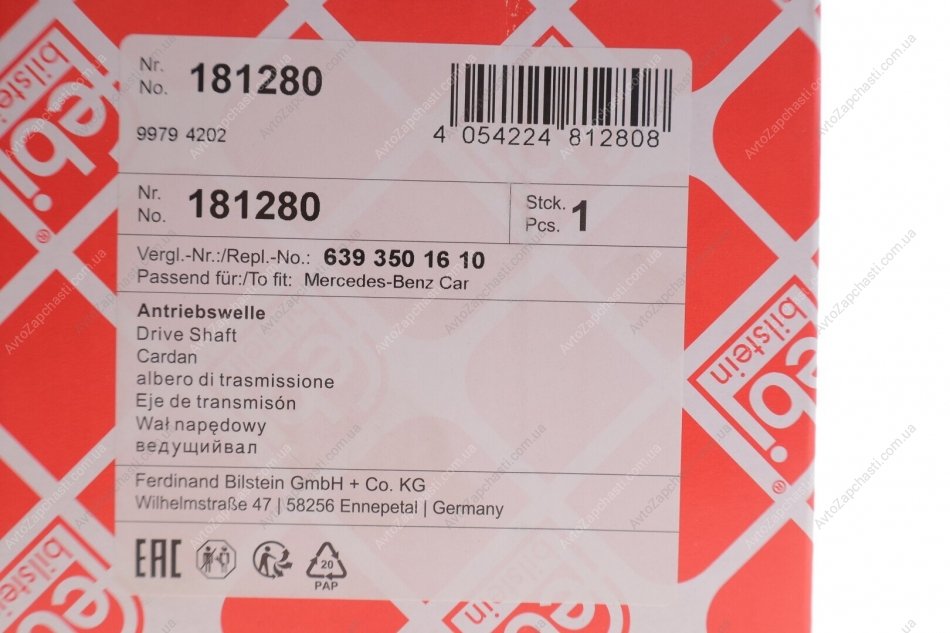 Nr.
No. 181280
9979 4202
4 054224 812808
Nr.
No. 181280
Stck.
Pcs. 1
Vergl.-Nr.:/Repl.-No.: 639 350 16 10
Passend für:/To fit: Mercedes-Benz Car
Antriebswelle
Drive Shaft
Cardan
albero di trasmissione
Eje de transmisón
Wał napędowy
ведущийвал
Ferdinand Bilstein GmbH + Co. KG
Wilhelmstraße 47 | 58256 Ennepetal | Germany
EAC
20
PAP
febi
bilstein
febi
bilstein
bilstein
AvtoZapchasti.com.ua